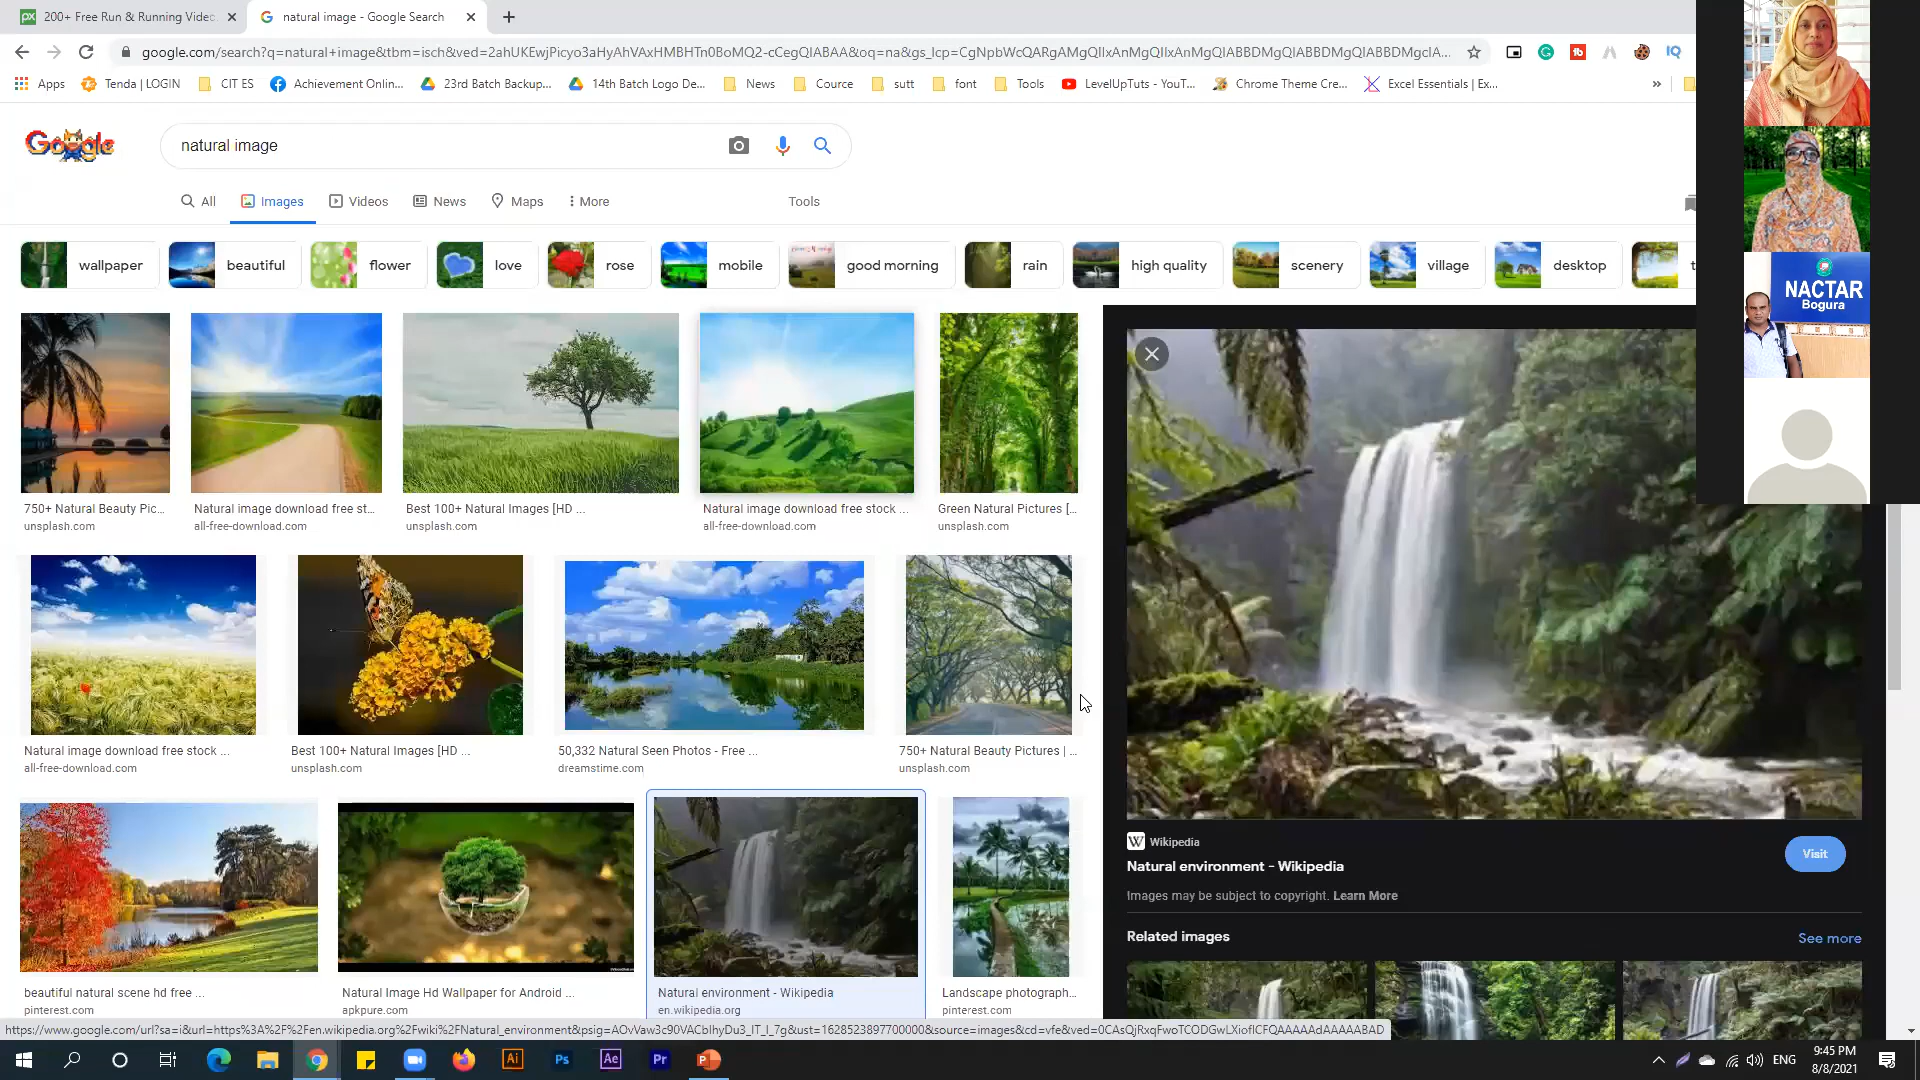 200+ Free Run & Running Video
natural image - Google Search
google.com/search?q=natural+image&tbm=isch&ved=2ahUKEwjPicyo3aHyAhVAxHMBHTn0BoMQ2-cCegQIABAA&oq=na&gs_lcp=CgNpbWcQARgAMgQIIxAnMgQIIxAnMgQIABBDMgQIABBDMgQIABBDMgcIA...
Apps
Tenda | LOGIN
CIT ES
Achievement Onlin...
23rd Batch Backup...
14th Batch Logo De...
News
Cource
sutt
font
Tools
LevelUpTuts - YouT...
Chrome Theme Cre...
Excel Essentials | Ex...
Google
natural image
All
Images
Videos
News
Maps
More
Tools
wallpaper
beautiful
flower
love
rose
mobile
good morning
rain
high quality
scenery
village
desktop
t
NACTAR
Bogura
750+ Natural Beauty Pic...
unsplash.com
Natural image download free st...
all-free-download.com
Best 100+ Natural Images [HD ...
unsplash.com
Natural image download free stock ...
all-free-download.com
Green Natural Pictures [...
unsplash.com
Natural image download free stock ...
all-free-download.com
Best 100+ Natural Images [HD ...
unsplash.com
50,332 Natural Seen Photos - Free ...
dreamstime.com
750+ Natural Beauty Pictures | ...
unsplash.com
beautiful natural scene hd free ...
pinterest.com
Natural Image Hd Wallpaper for Android ...
apkpure.com
Natural environment - Wikipedia
en.wikipedia.org
Landscape photograph...
pinterest.com
W Wikipedia
Natural environment - Wikipedia
Visit
Images may be subject to copyright. Learn More
Related images
See more
https://www.google.com/url?sa=i&url=https%3A%2F%2Fen.wikipedia.org%2Fwiki%2FNatural_environment&psig=AOvVaw3c90VACbIhyDu3_IT_I_7g&ust=1628523897700000&source=images&cd=vfe&ved=0CAsQjRxqFwoTCODGwLXioflCFQAAAAAdAAAAABAD
Ai
Ps
Ae
Pr
P
ENG
9:45 PM
8/8/2021